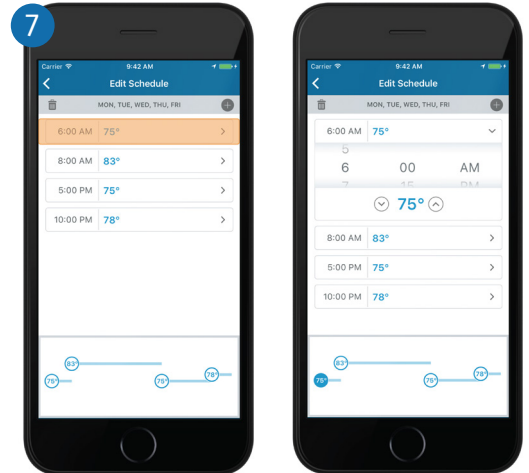 7
Carrier 9:42 AM
Edit Schedule
MON, TUE, WED, THU, FRI
6:00 AM 75°
8:00 AM 83°
5:00 PM 75°
10:00 PM 78°
83°
75° 75° 78°
Carrier 9:42 AM
Edit Schedule
MON, TUE, WED, THU, FRI
6:00 AM 75°
5
6 00 AM
7 15 PM
75°
8:00 AM 83°
5:00 PM 75°
10:00 PM 78°
83°
75° 75° 78°